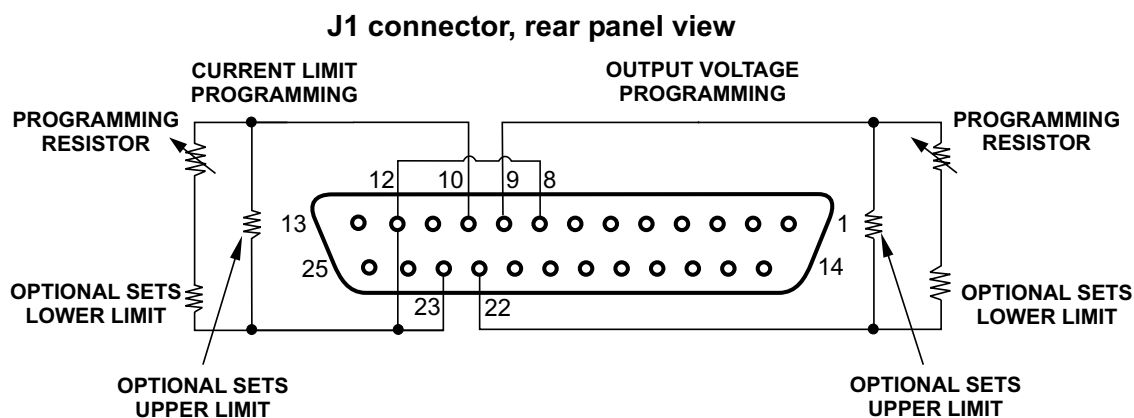 J1 connector, rear panel view
CURRENT LIMIT
PROGRAMMING
OUTPUT VOLTAGE
PROGRAMMING
PROGRAMMING
RESISTOR
PROGRAMMING
RESISTOR
12 10 9 8
13
1
25
14
23 22
OPTIONAL SETS
LOWER LIMIT
OPTIONAL SETS
LOWER LIMIT
OPTIONAL SETS
UPPER LIMIT
OPTIONAL SETS
UPPER LIMIT